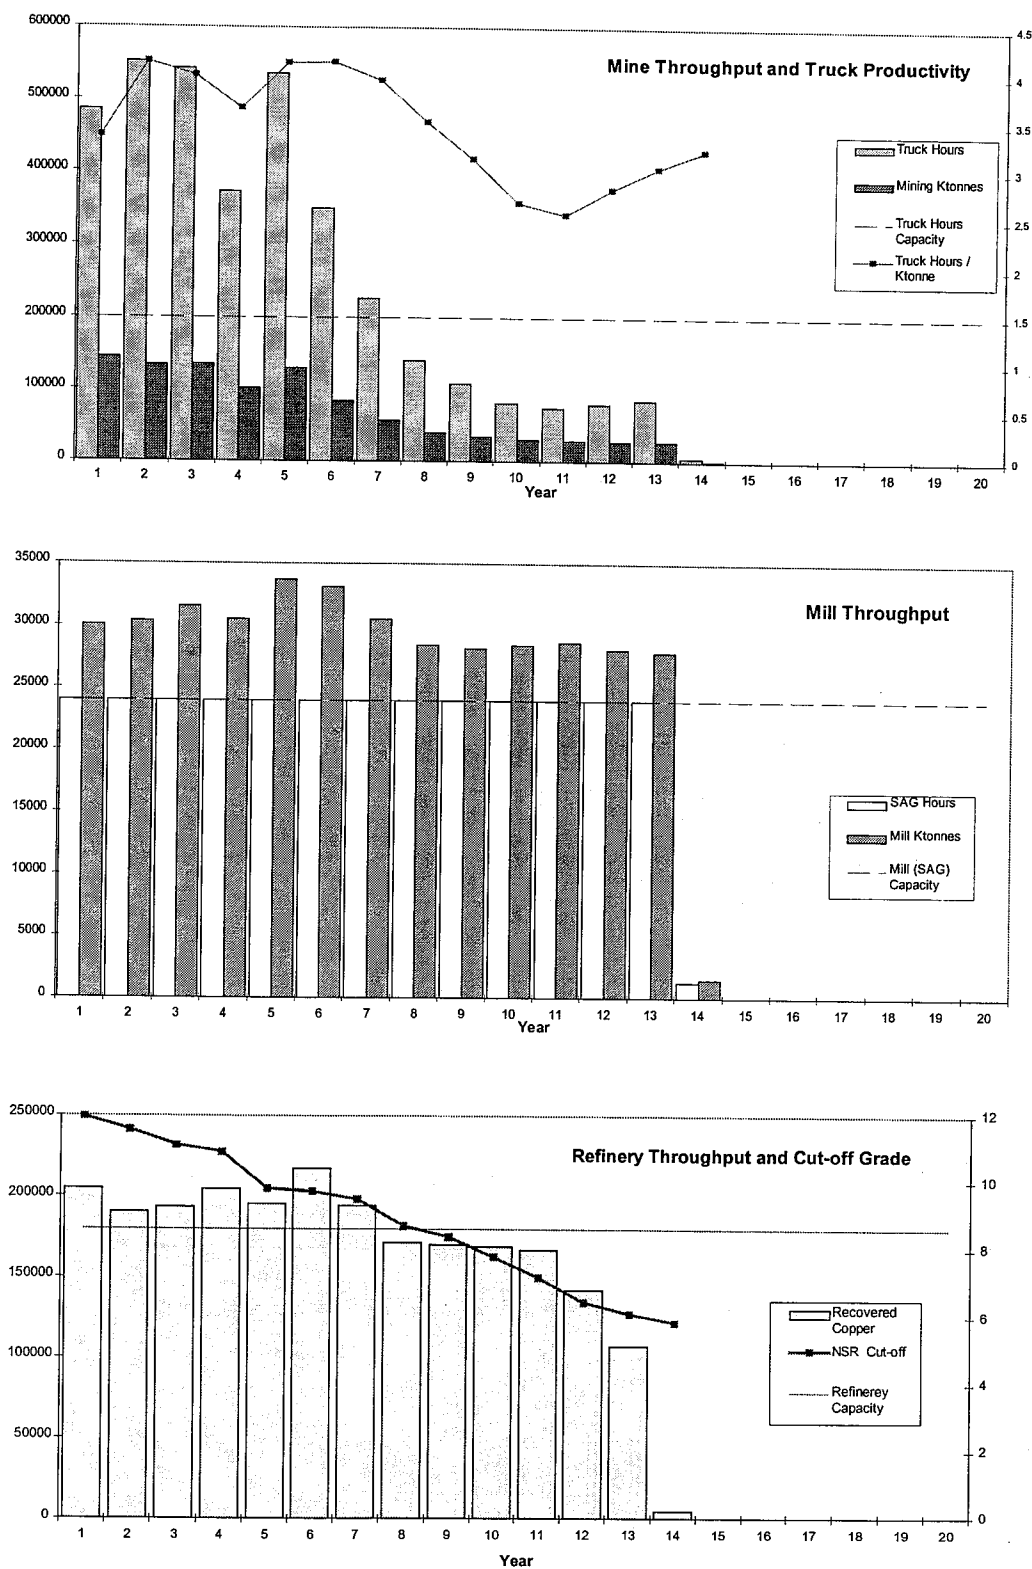 Mine Throughput and Truck Productivity
600000
500000
400000
300000
200000
100000
0
4.5
4
3.5
3
2.5
2
1.5
1
0.5
0
Truck Hours
Mining Ktonnes
Truck Hours
Capacity
Truck Hours /
Ktonne
1 2 3 4 5 6 7 8 9 10 11 12 13 14 15 16 17 18 19 20
Year
Mill Throughput
35000
30000
25000
20000
15000
10000
5000
0
SAG Hours
Mill Ktonnes
Mill (SAG)
Capacity
1 2 3 4 5 6 7 8 9 10 11 12 13 14 15 16 17 18 19 20
Year
Refinery Throughput and Cut-off Grade
250000
200000
150000
100000
50000
0
12
10
8
6
4
2
0
Recovered
Copper
NSR Cut-off
Refinerey
Capacity
1 2 3 4 5 6 7 8 9 10 11 12 13 14 15 16 17 18 19 20
Year